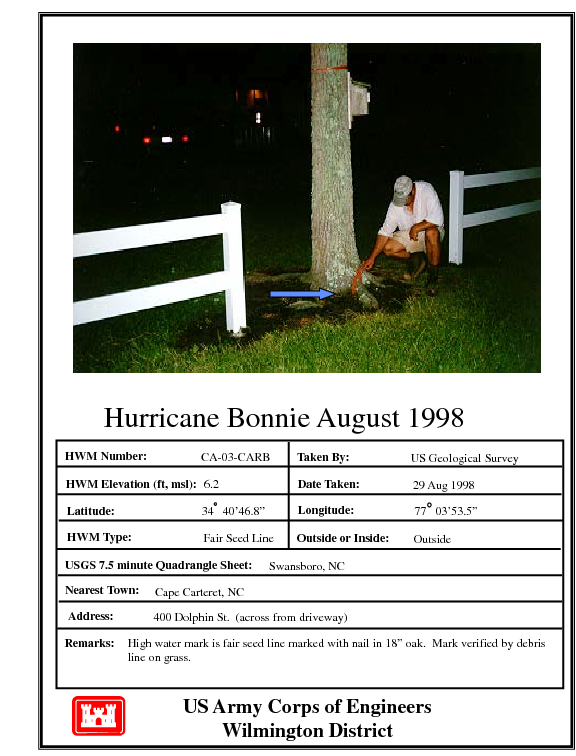 Hurricane Bonnie August 1998
HWM Number: CA-03-CARB Taken By: US Geological Survey
HWM Elevation (ft, msl): 6.2 Date Taken: 29 Aug 1998
Latitude: 34° 40’46.8” Longitude: 77° 03’53.5”
HWM Type: Fair Seed Line Outside or Inside: Outside
USGS 7.5 minute Quadrangle Sheet: Swansboro, NC
Nearest Town: Cape Carteret, NC
Address: 400 Dolphin St. (across from driveway)
Remarks: High water mark is fair seed line marked with nail in 18” oak. Mark verified by debris
line on grass.
US Army Corps of Engineers
Wilmington District